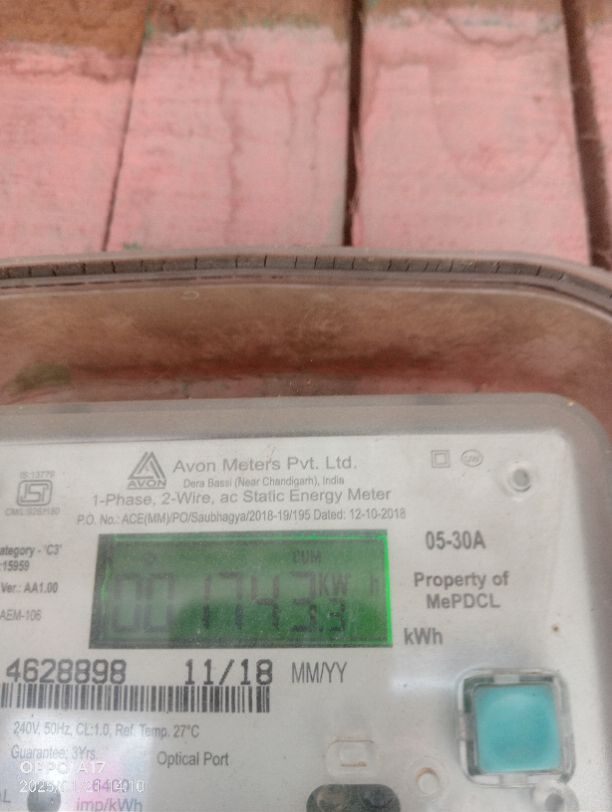 IS:13779
AVON
Avon Meters Pvt. Ltd.
Dera Bassi (Near Chandigarh), India
1-Phase, 2-Wire, ac Static Energy Meter
P.O. No.: ACE(MM)/PO/Saubhagya/2018-19/195 Dated: 12-10-2018
ategory - 'C3'
:15959
Ver.: AA1.00
AEM-106
CUM
001743.3 KW h
05-30A
Property of
MePDCL
kWh
4628898 11/18 MM/YY
240V, 50Hz, CL:1.0, Ref. Temp. 27°C
Guarantee: 3Yrs.
Optical Port
6400
imp/kWh
OPPO A17